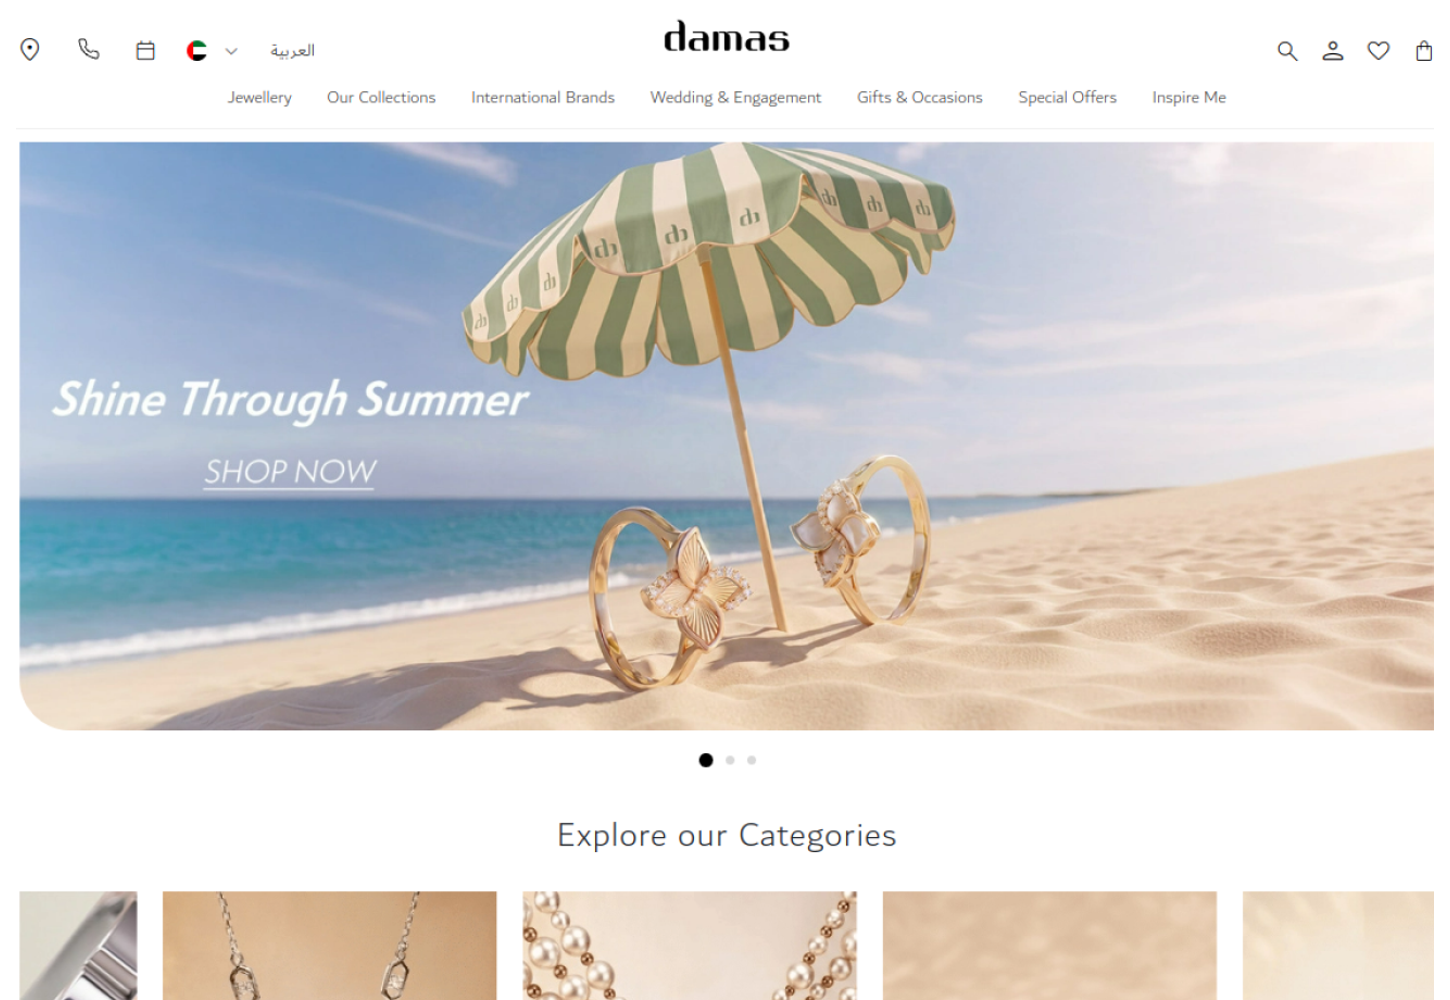 العربية
damas
Jewellery
Our Collections
International Brands
Wedding & Engagement
Gifts & Occasions
Special Offers
Inspire Me
Shine Through Summer
SHOP NOW
Explore our Categories